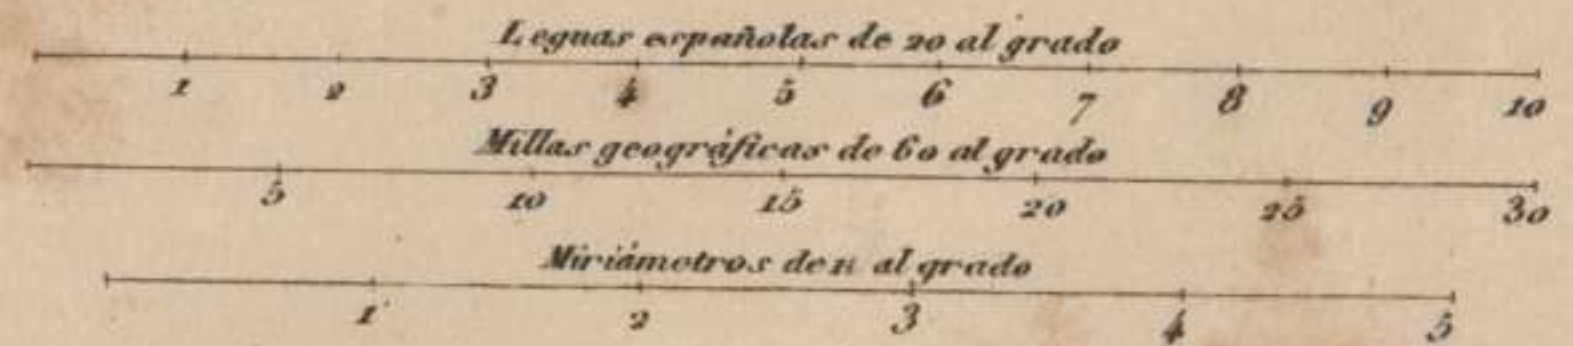 Leguas españolas de 20 al grado
1 2 3 4 5 6 7 8 9 10
Millas geográficas de 60 al grado
5 10 15 20 25 30
Miriámetros de 11 al grado
1 2 3 4 5